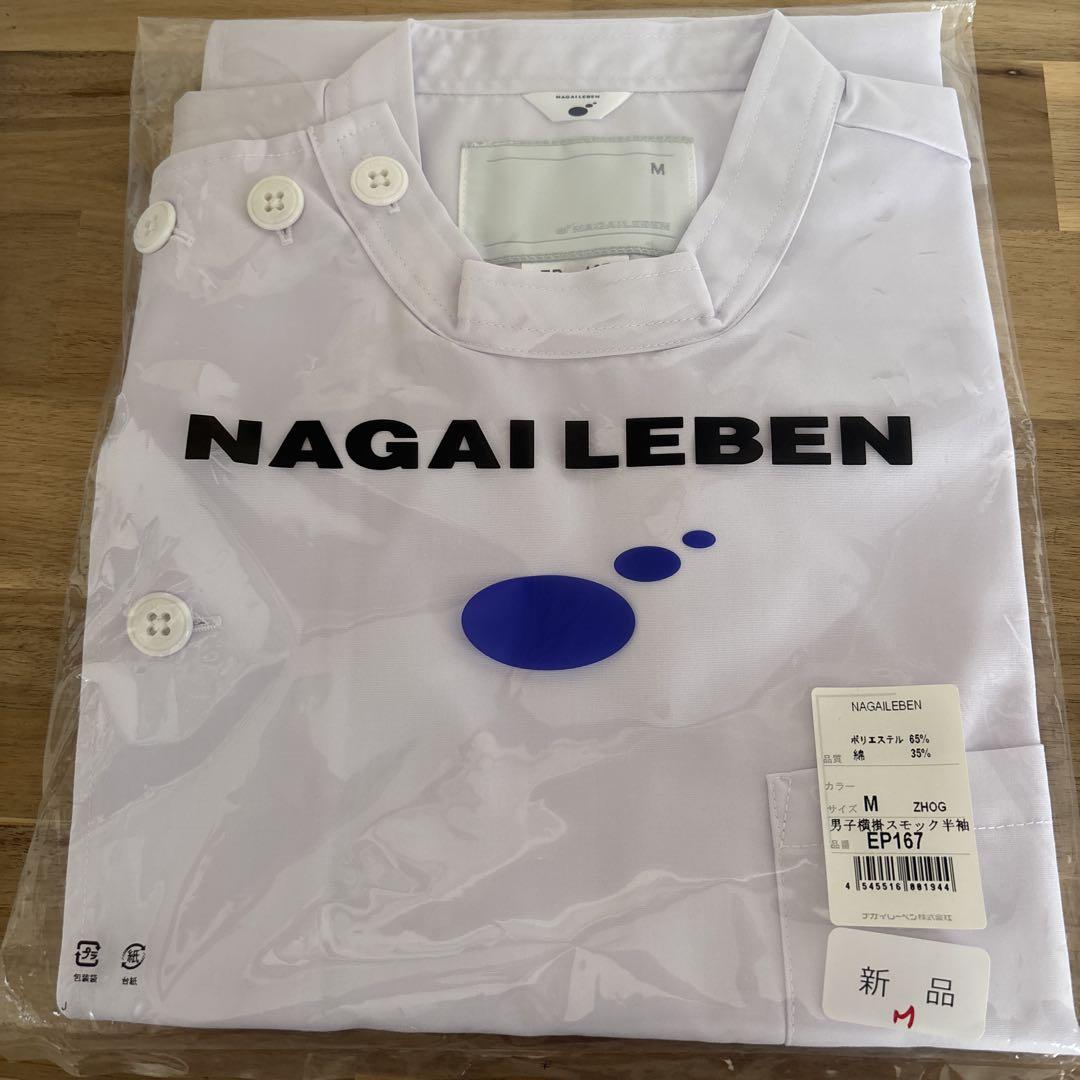 NAGAILEBEN
M
NAGAILEBEN
NAGAI LEBEN
NAGAILEBEN
ポリエステル 65%
品質 綿 35%
カラー
サイズ M ZHOG
男子横掛スモック半袖
品番 EP167
4 545516 001944
ナガイレーベン株式会社
プラ
包装袋
紙
台紙
J
新品
M